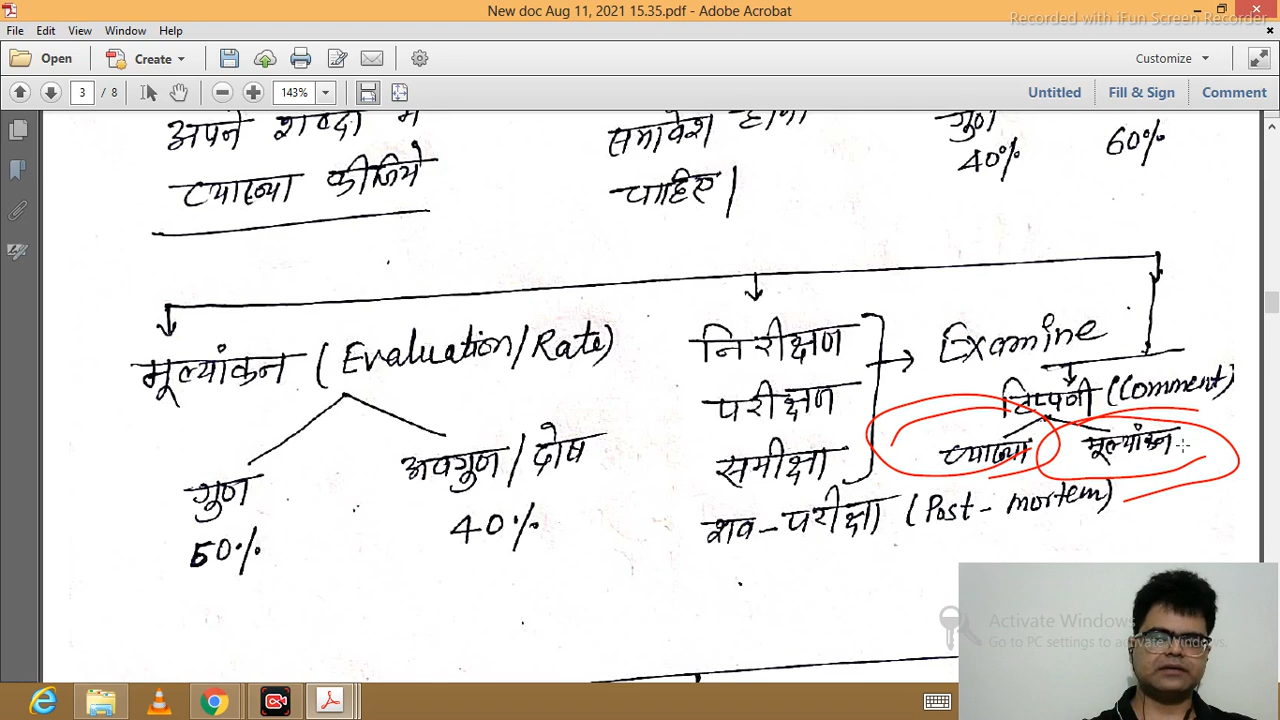 New doc Aug 11, 2021 15.35.pdf - Adobe Acrobat
Recorded with iFun Screen Recorder
File Edit View Window Help
Open Create Customize
3 / 8 143% Untitled Fill & Sign Comment
अपने शब्दों में समावेश होना गुण
व्याख्या कीजिये चाहिए। 40% 60%
मूल्यांकन (Evaluation/Rate) निरीक्षण Examine
परीक्षण टिप्पणी (Comment)
गुण अवगुण/दोष समीक्षा व्याख्या मूल्यांकन
50% 40% शव-परीक्षा (Post-mortem)
Activate Windows
Go to PC settings to activate Windows.